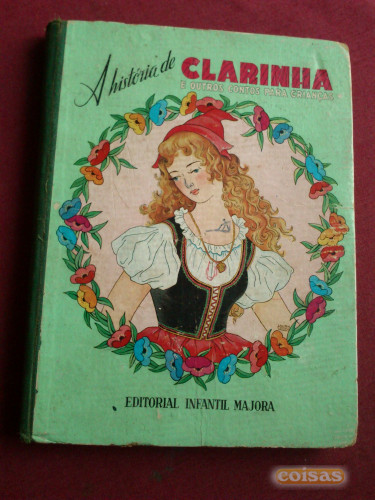 A história de
CLARINHA
E OUTROS CONTOS PARA CRIANÇAS
EDITORIAL INFANTIL MAJORA
coisas